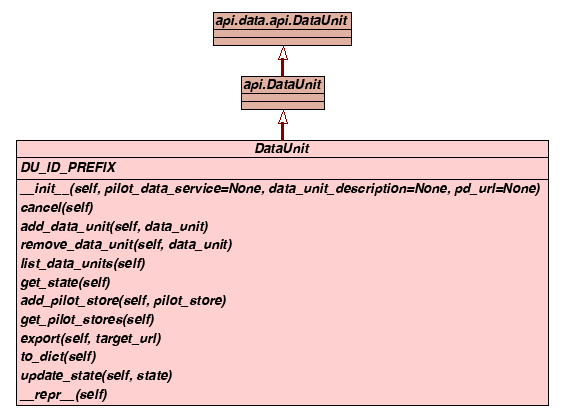 api.data.api.DataUnit
api.DataUnit
DataUnit
DU_ID_PREFIX
__init__(self, pilot_data_service=None, data_unit_description=None, pd_url=None)
cancel(self)
add_data_unit(self, data_unit)
remove_data_unit(self, data_unit)
list_data_units(self)
get_state(self)
add_pilot_store(self, pilot_store)
get_pilot_stores(self)
export(self, target_url)
to_dict(self)
update_state(self, state)
__repr__(self)